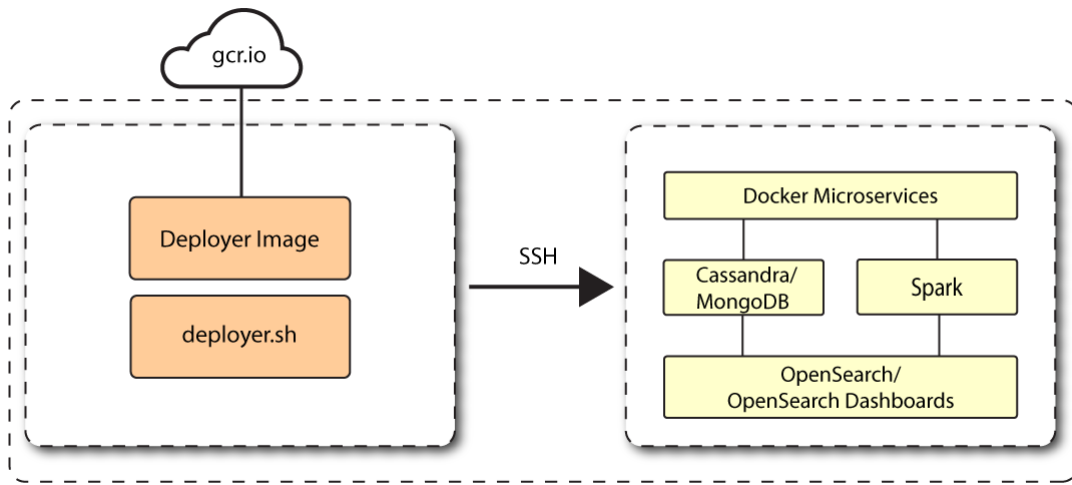 gcr.io
Deployer Image
deployer.sh
SSH
Docker Microservices
Cassandra/
MongoDB
Spark
OpenSearch/
OpenSearch Dashboards